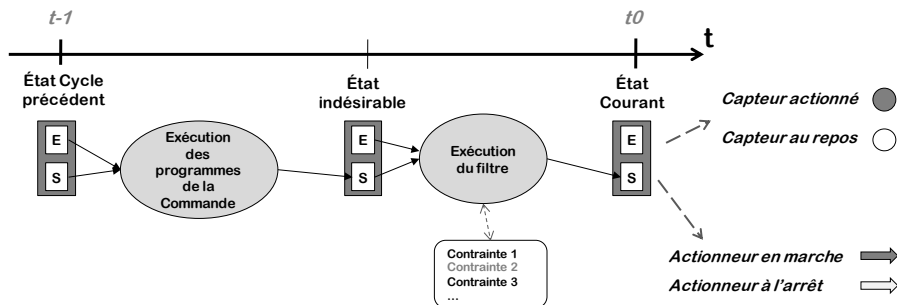 t-1
t0
t
État Cycle
précédent
État
indésirable
État
Courant
Capteur actionné
Capteur au repos
E
S
Exécution
des
programmes
de la
Commande
E
S
Exécution
du filtre
E
S
Contrainte 1
Contrainte 2
Contrainte 3
...
Actionneur en marche
Actionneur à l'arrêt